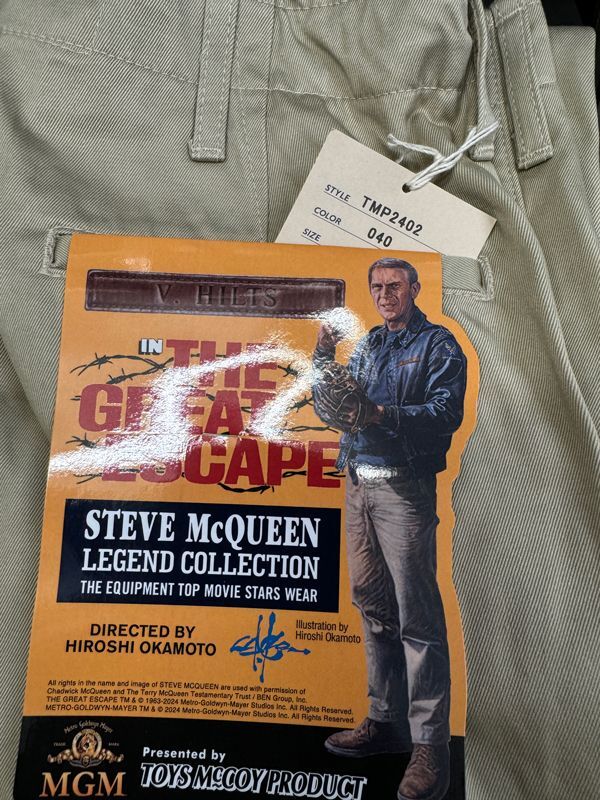 STYLE TMP2402
COLOR 040
SIZE
V. HILTS
IN THE
GREAT
ESCAPE
STEVE McQUEEN
LEGEND COLLECTION
THE EQUIPMENT TOP MOVIE STARS WEAR
DIRECTED BY
HIROSHI OKAMOTO
Illustration by
Hiroshi Okamoto
All rights in the name and image of STEVE MCQUEEN are used with permission of
Chadwick McQueen and The Terry McQueen Testamentary Trust / BEN Group, Inc.
THE GREAT ESCAPE TM & © 1963-2024 Metro-Goldwyn-Mayer Studios Inc. All Rights Reserved.
METRO-GOLDWYN-MAYER TM & © 2024 Metro-Goldwyn-Mayer Studios Inc. All Rights Reserved.
Metro Goldwyn Mayer
TRADE MARK
MGM
Presented by
TOYS McCOY PRODUCT